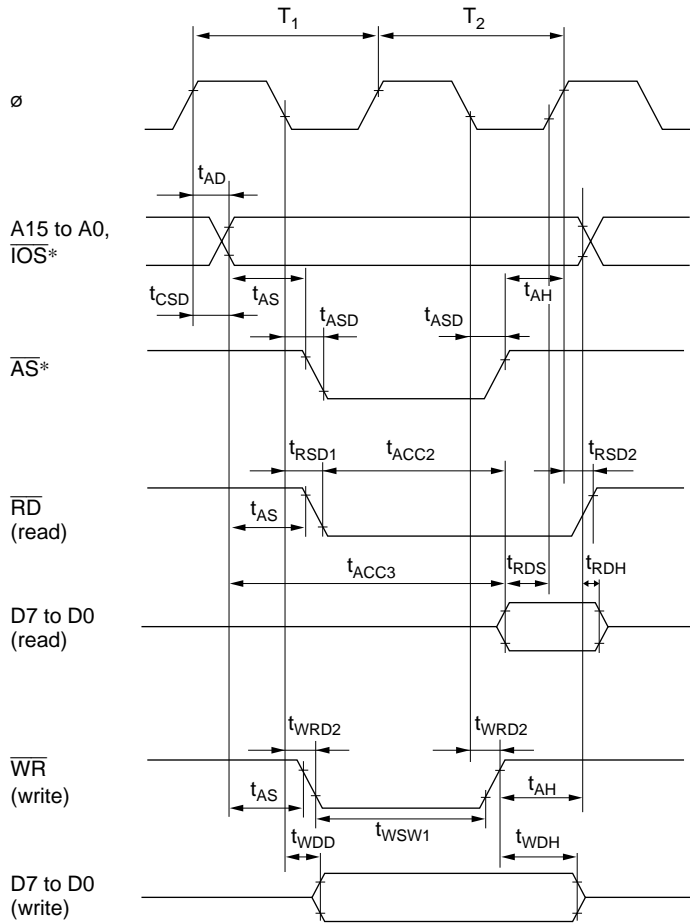 T1 T2
ø
tAD
A15 to A0,
IOS*
tCSD tAS tAH
tASD tASD
AS*
tRSD1 tACC2 tRSD2
RD
(read)
tAS
tACC3 tRDS tRDH
D7 to D0
(read)
tWRD2 tWRD2
WR
(write)
tAS tAH
tWSW1
tWDD tWDH
D7 to D0
(write)